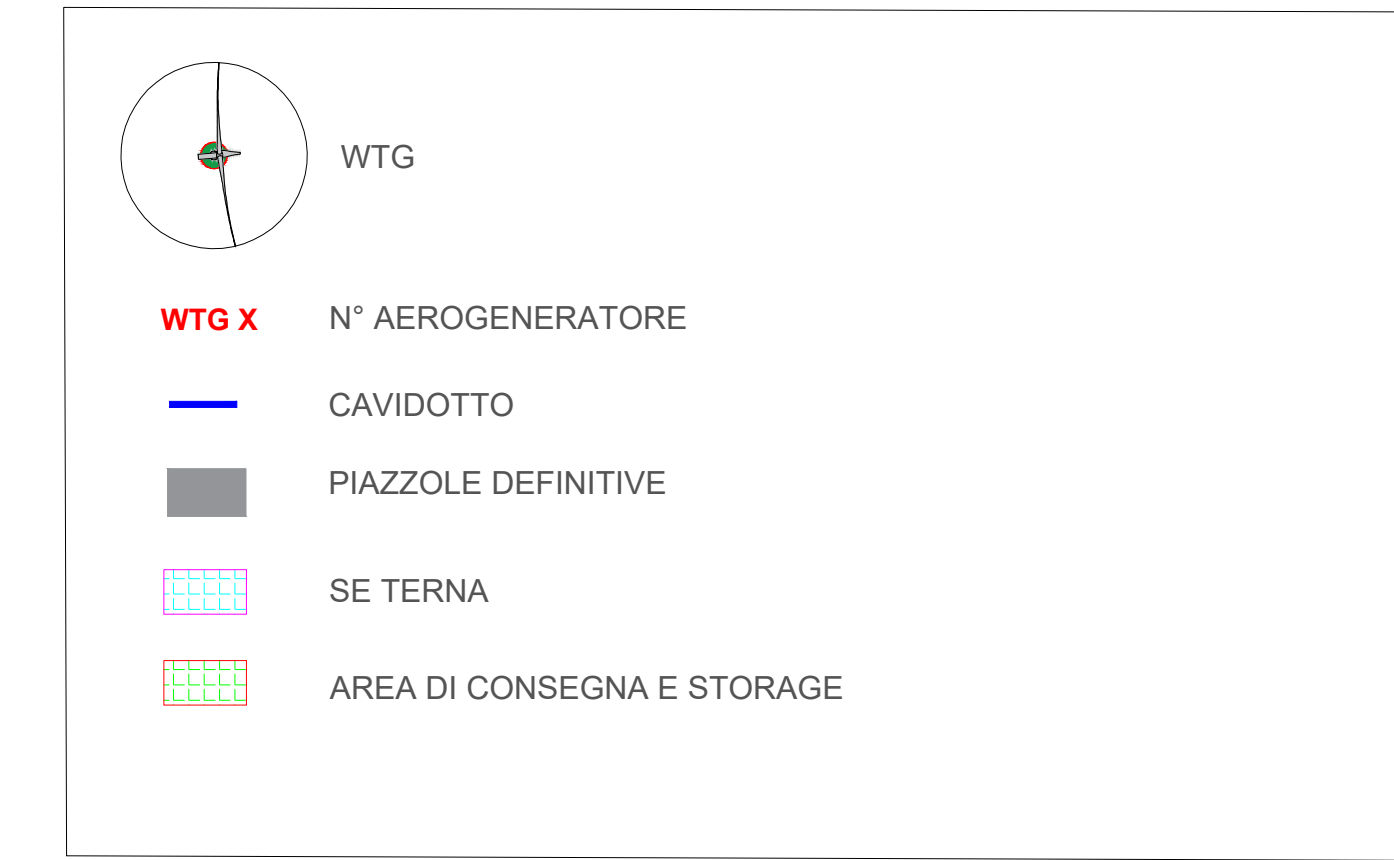 WTG
WTG X N° AEROGENERATORE
CAVIDOTTO
PIAZZOLE DEFINITIVE
SE TERNA
AREA DI CONSEGNA E STORAGE